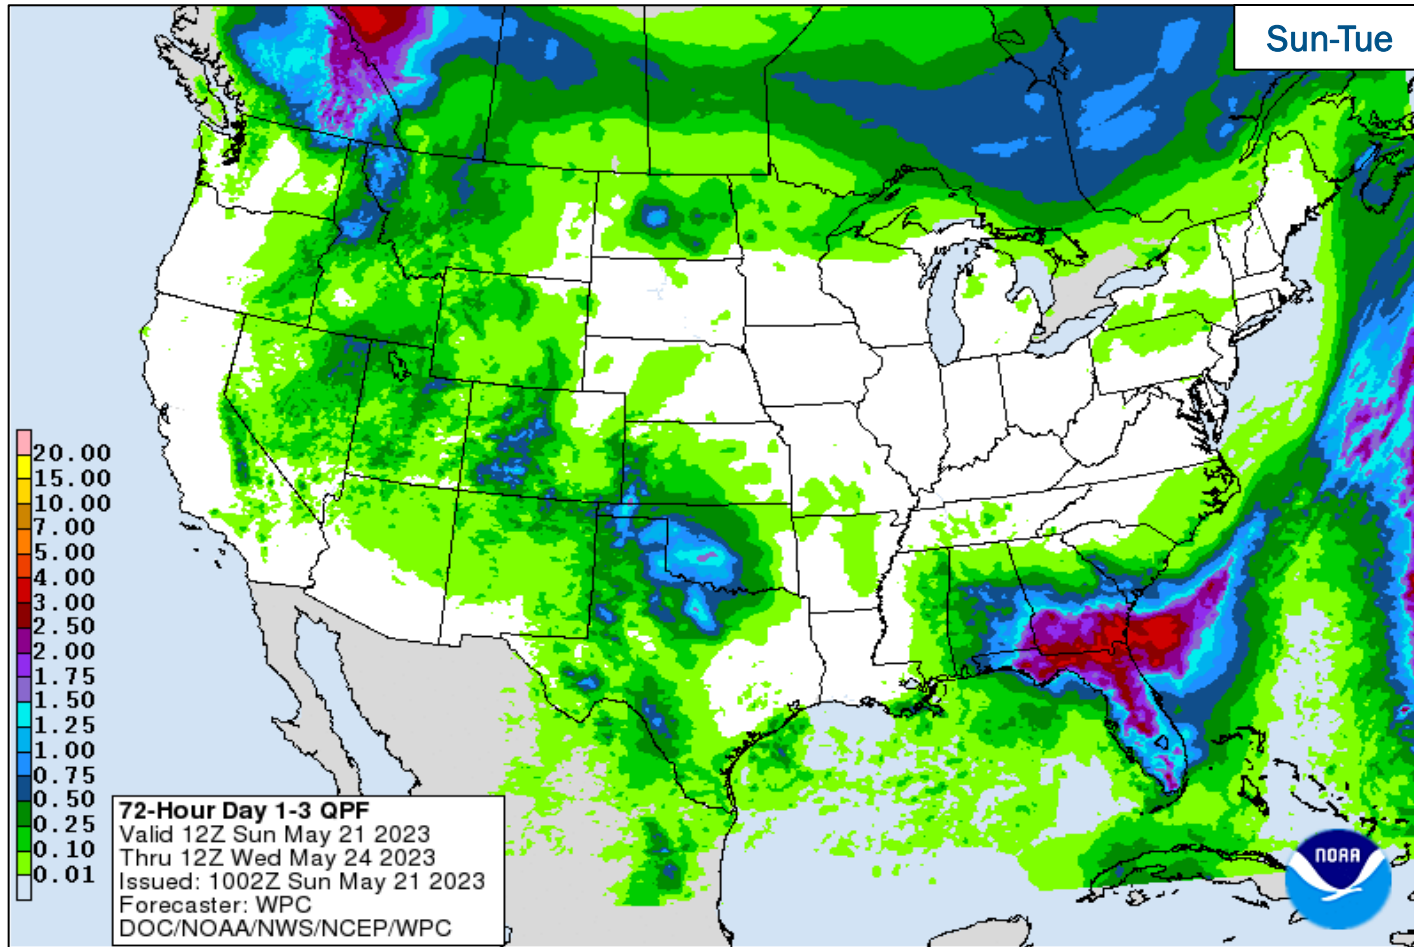 Sun-Tue
20.00
15.00
10.00
7.00
5.00
4.00
3.00
2.50
2.00
1.75
1.50
1.25
1.00
0.75
0.50
0.25
0.10
0.01
72-Hour Day 1-3 QPF
Valid 12Z Sun May 21 2023
Thru 12Z Wed May 24 2023
Issued: 1002Z Sun May 21 2023
Forecaster: WPC
DOC/NOAA/NWS/NCEP/WPC
NOAA